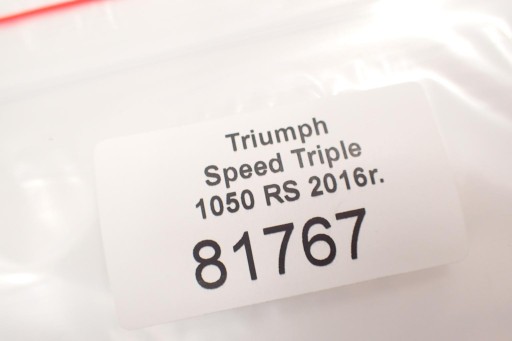 Triumph
Speed Triple
1050 RS 2016r.
81767